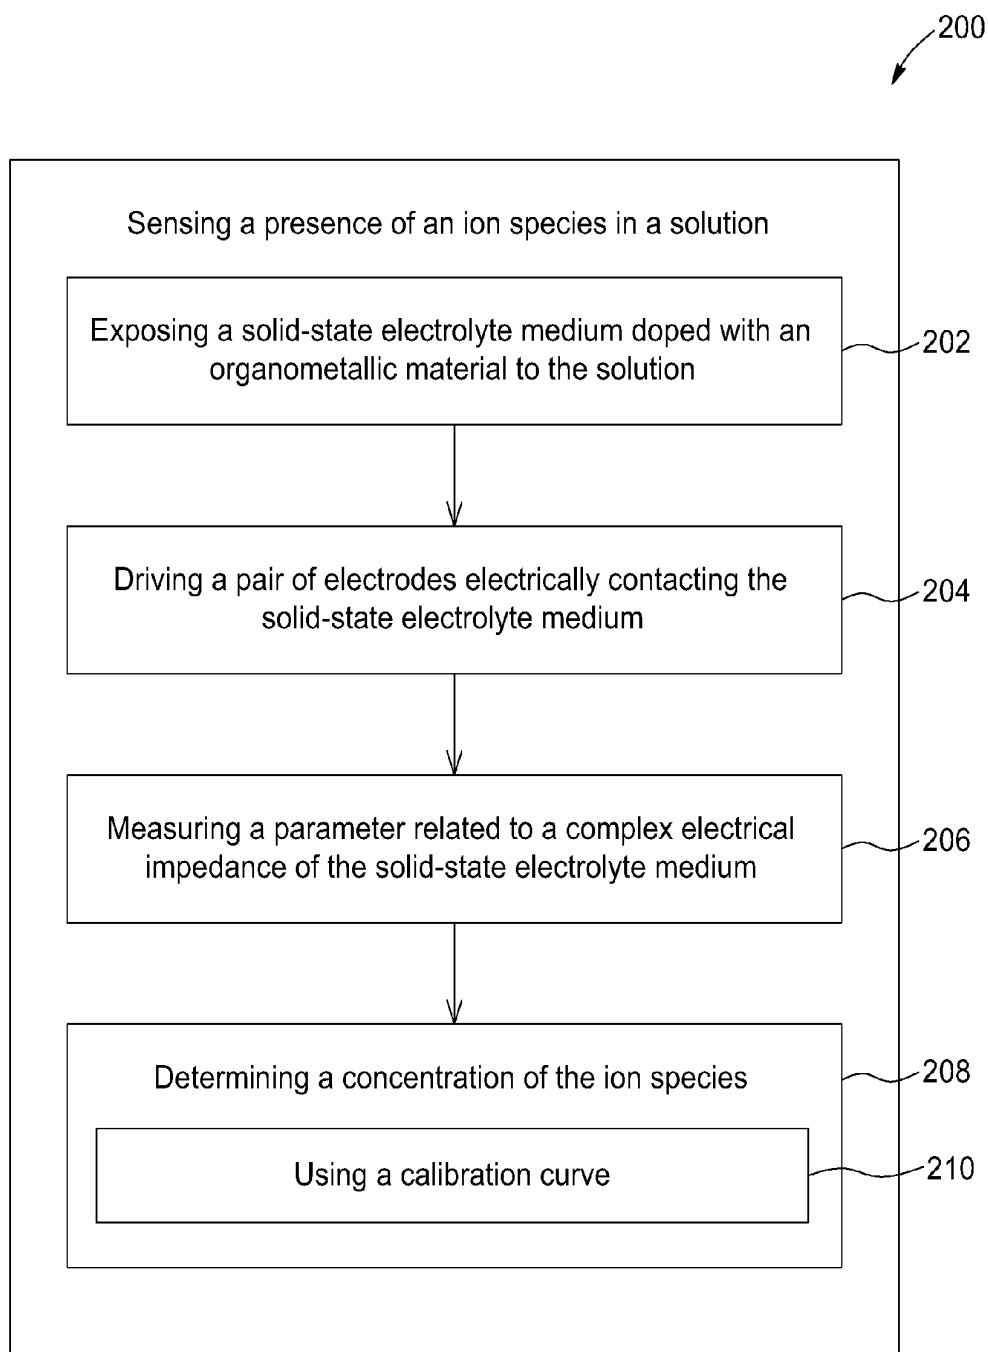 200
Sensing a presence of an ion species in a solution
Exposing a solid-state electrolyte medium doped with an
organometallic material to the solution
202
Driving a pair of electrodes electrically contacting the
solid-state electrolyte medium
204
Measuring a parameter related to a complex electrical
impedance of the solid-state electrolyte medium
206
Determining a concentration of the ion species
208
Using a calibration curve
210